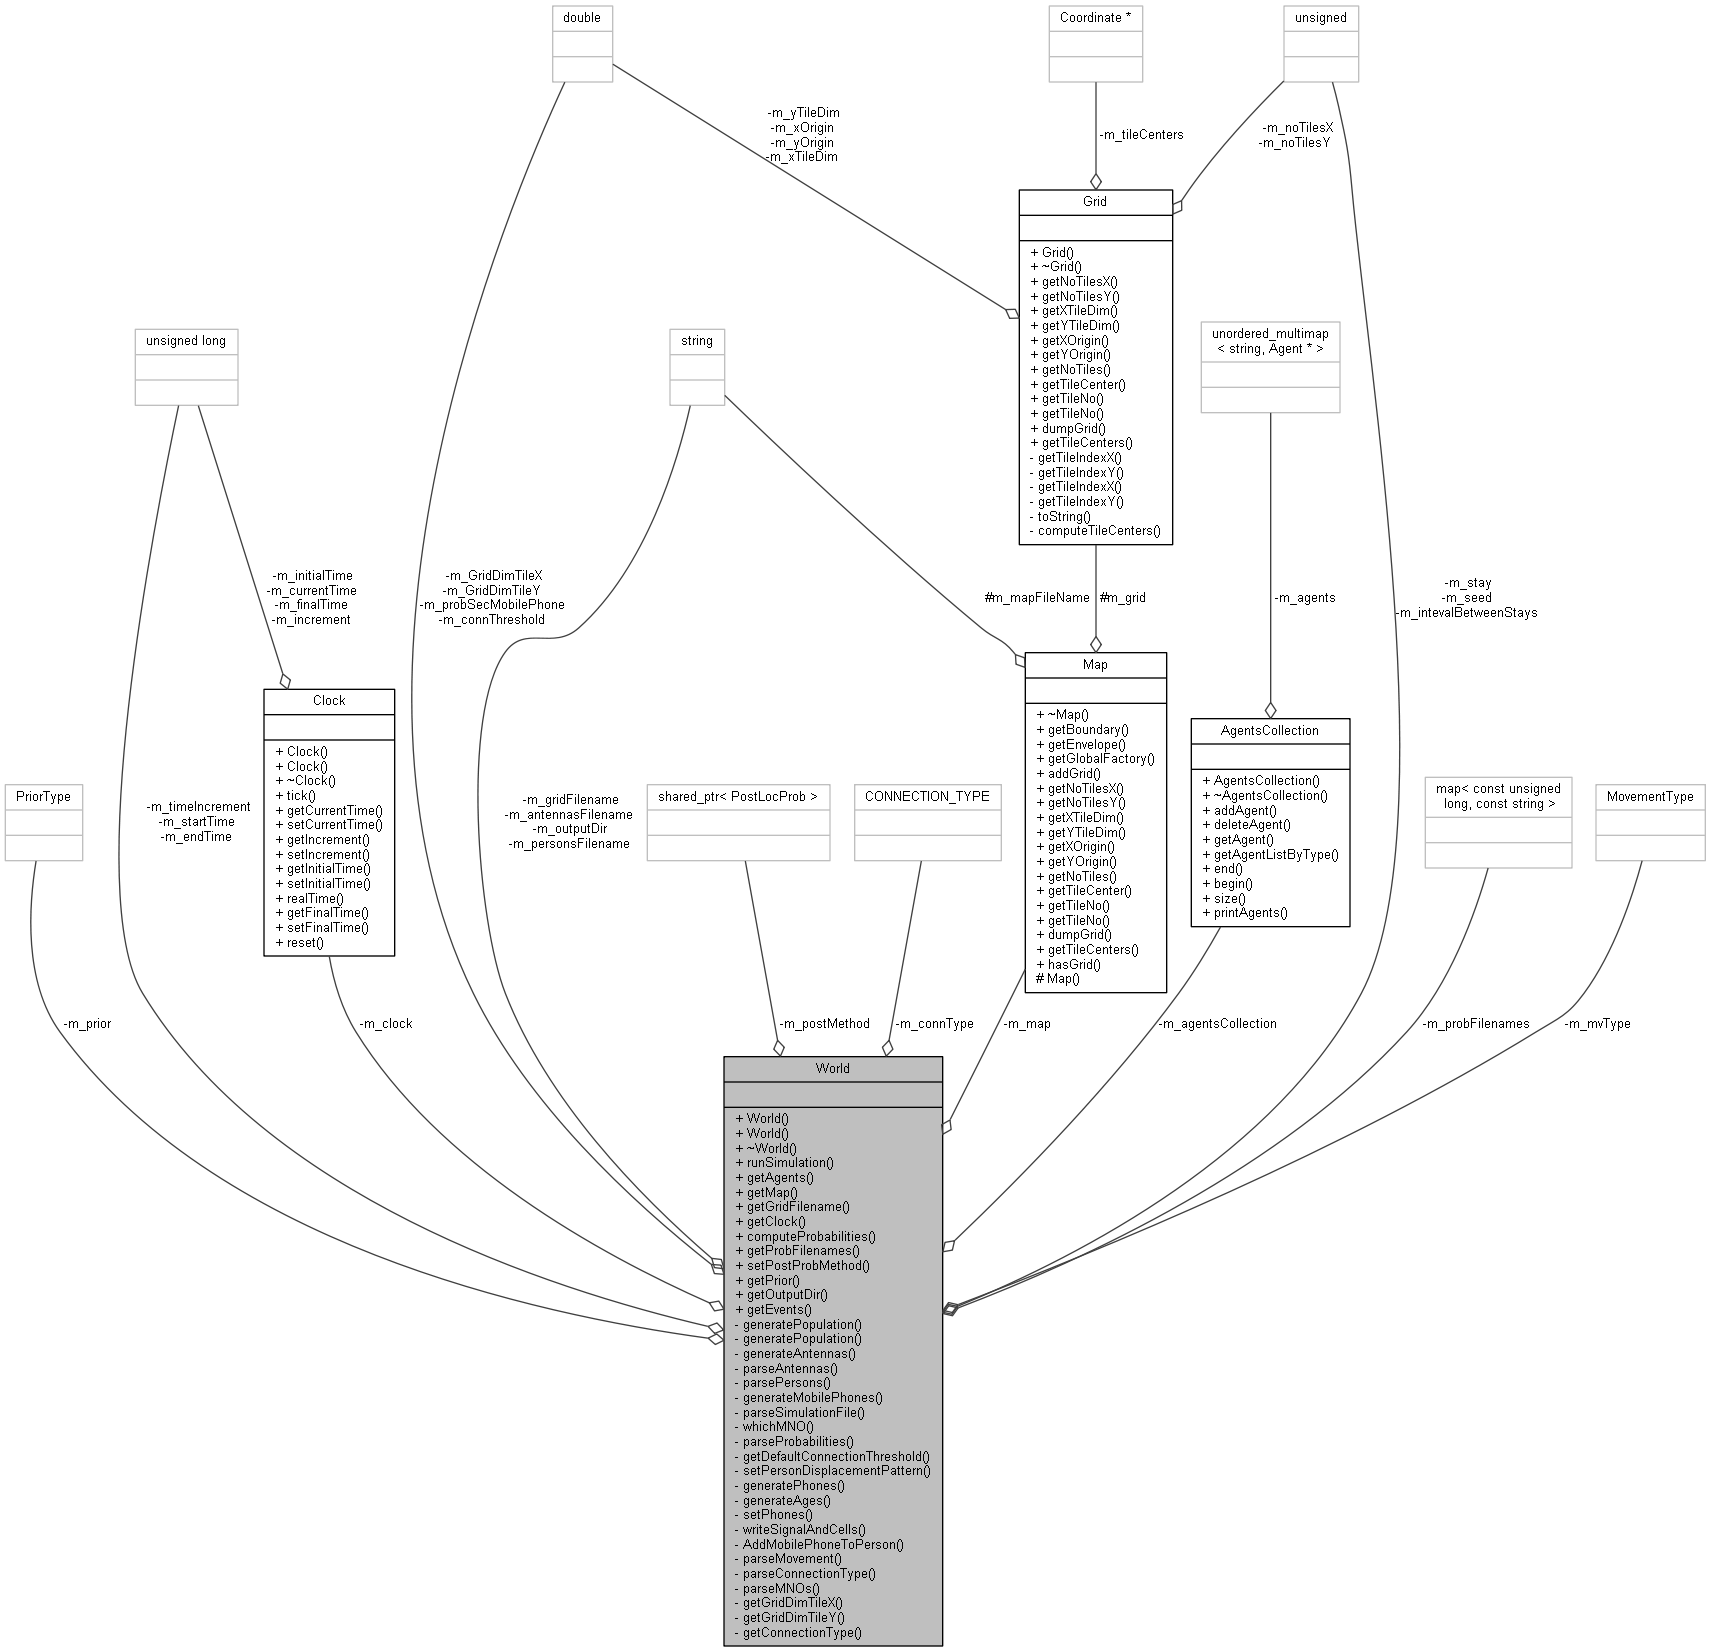 double
Coordinate *
unsigned
-m_yTileDim
-m_xOrigin
-m_yOrigin
-m_xTileDim
-m_tileCenters
-m_noTilesX
-m_noTilesY
Grid
+ Grid()
+ ~Grid()
+ getNoTilesX()
+ getNoTilesY()
+ getXTileDim()
+ getYTileDim()
+ getXOrigin()
+ getYOrigin()
+ getNoTiles()
+ getTileCenter()
+ getTileNo()
+ getTileNo()
+ dumpGrid()
+ getTileCenters()
- getTileIndexX()
- getTileIndexY()
- getTileIndexX()
- getTileIndexY()
- toString()
- computeTileCenters()
unsigned long
string
unordered_multimap
< string, Agent * >
-m_initialTime
-m_currentTime
-m_finalTime
-m_increment
-m_GridDimTileX
-m_GridDimTileY
-m_probSecMobilePhone
-m_connThreshold
#m_mapFileName
#m_grid
-m_agents
-m_stay
-m_seed
-m_intevalBetweenStays
Clock
+ Clock()
+ Clock()
+ ~Clock()
+ tick()
+ getCurrentTime()
+ setCurrentTime()
+ getIncrement()
+ setIncrement()
+ getInitialTime()
+ setInitialTime()
+ realTime()
+ getFinalTime()
+ setFinalTime()
+ reset()
Map
+ ~Map()
+ getBoundary()
+ getEnvelope()
+ getGlobalFactory()
+ addGrid()
+ getNoTilesX()
+ getNoTilesY()
+ getXTileDim()
+ getYTileDim()
+ getXOrigin()
+ getYOrigin()
+ getNoTiles()
+ getTileCenter()
+ getTileNo()
+ getTileNo()
+ dumpGrid()
+ getTileCenters()
+ hasGrid()
# Map()
AgentsCollection
+ AgentsCollection()
+ ~AgentsCollection()
+ addAgent()
+ deleteAgent()
+ getAgent()
+ getAgentListByType()
+ end()
+ begin()
+ size()
+ printAgents()
PriorType
-m_timeIncrement
-m_startTime
-m_endTime
-m_gridFilename
-m_antennasFilename
-m_outputDir
-m_personsFilename
shared_ptr< PostLocProb >
CONNECTION_TYPE
map< const unsigned
long, const string >
MovementType
-m_prior
-m_clock
-m_postMethod
-m_connType
-m_map
-m_agentsCollection
-m_probFilenames
-m_mvType
World
+ World()
+ World()
+ ~World()
+ runSimulation()
+ getAgents()
+ getMap()
+ getGridFilename()
+ getClock()
+ computeProbabilities()
+ getProbFilenames()
+ setPostProbMethod()
+ getPrior()
+ getOutputDir()
+ getEvents()
- generatePopulation()
- generatePopulation()
- generateAntennas()
- parseAntennas()
- parsePersons()
- generateMobilePhones()
- parseSimulationFile()
- whichMNO()
- parseProbabilities()
- getDefaultConnectionThreshold()
- setPersonDisplacementPattern()
- generatePhones()
- generateAges()
- setPhones()
- writeSignalAndCells()
- AddMobilePhoneToPerson()
- parseMovement()
- parseConnectionType()
- parseMNOs()
- getGridDimTileX()
- getGridDimTileY()
- getConnectionType()